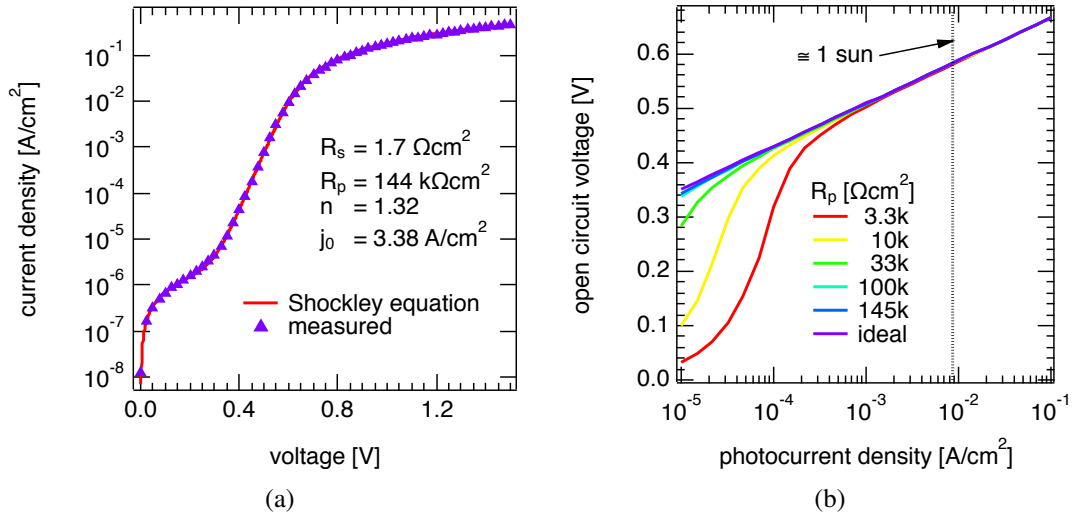 10⁻¹
10⁻²
10⁻³
10⁻⁴
10⁻⁵
10⁻⁶
10⁻⁷
10⁻⁸
current density [A/cm²]
Rₛ = 1.7 Ωcm²
Rₚ = 144 kΩcm²
n = 1.32
j₀ = 3.38 A/cm²
Shockley equation
measured
0.0 0.4 0.8 1.2
voltage [V]
(a)
0.6
0.5
0.4
0.3
0.2
0.1
0.0
open circuit voltage [V]
≅ 1 sun
Rₚ [Ωcm²]
3.3k
10k
33k
100k
145k
ideal
10⁻⁵ 10⁻⁴ 10⁻³ 10⁻² 10⁻¹
photocurrent density [A/cm²]
(b)